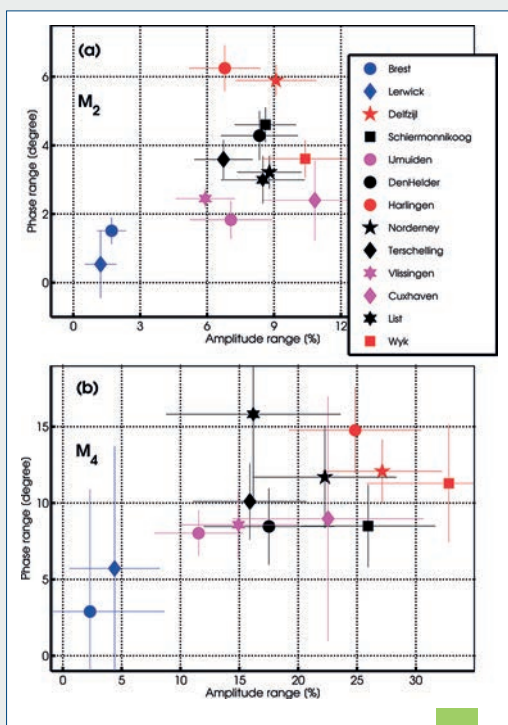 (a)
M2
Phase range (degree)
6
4
2
0
0 3 6 9 12
Amplitude range (%)
Brest
Lerwick
Delfzijl
Schiermonnikoog
IJmuiden
DenHelder
Harlingen
Norderney
Terschelling
Vlissingen
Cuxhaven
List
Wyk
(b)
M4
Phase range (degree)
15
10
5
0
0 5 10 15 20 25 30
Amplitude range (%)